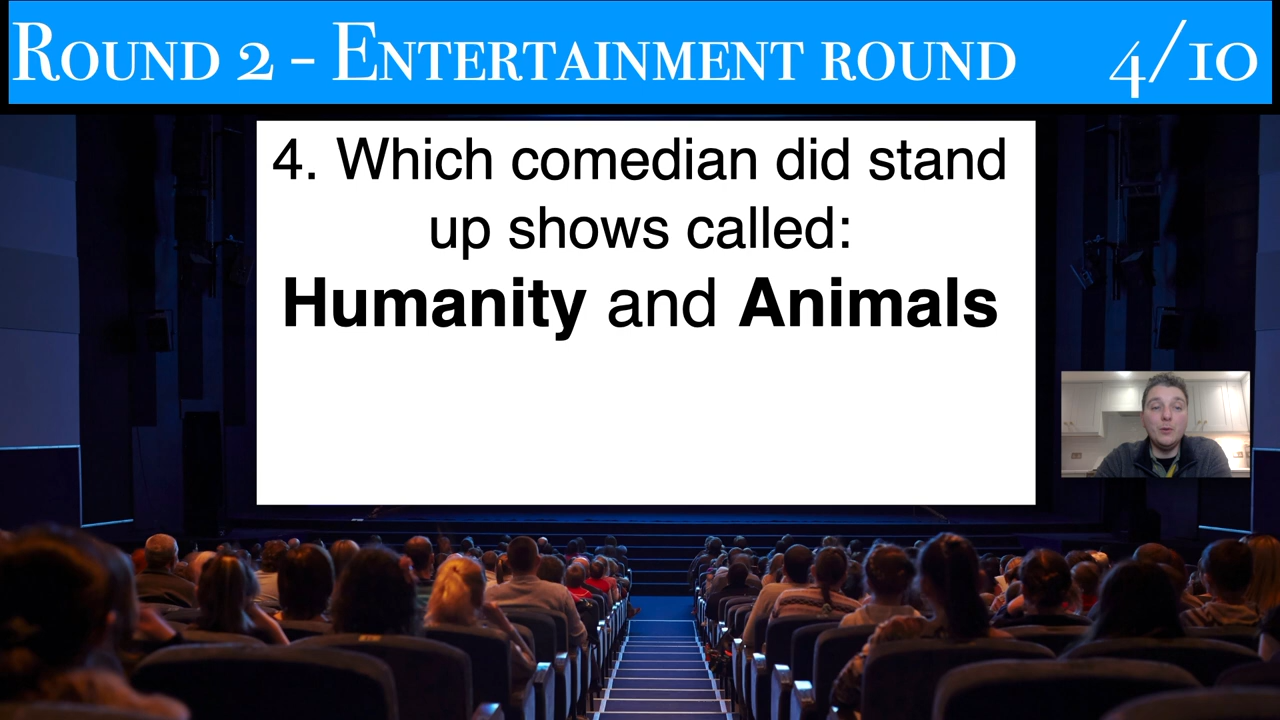 Round 2 - Entertainment round 4/10
4. Which comedian did stand
up shows called:
Humanity and Animals